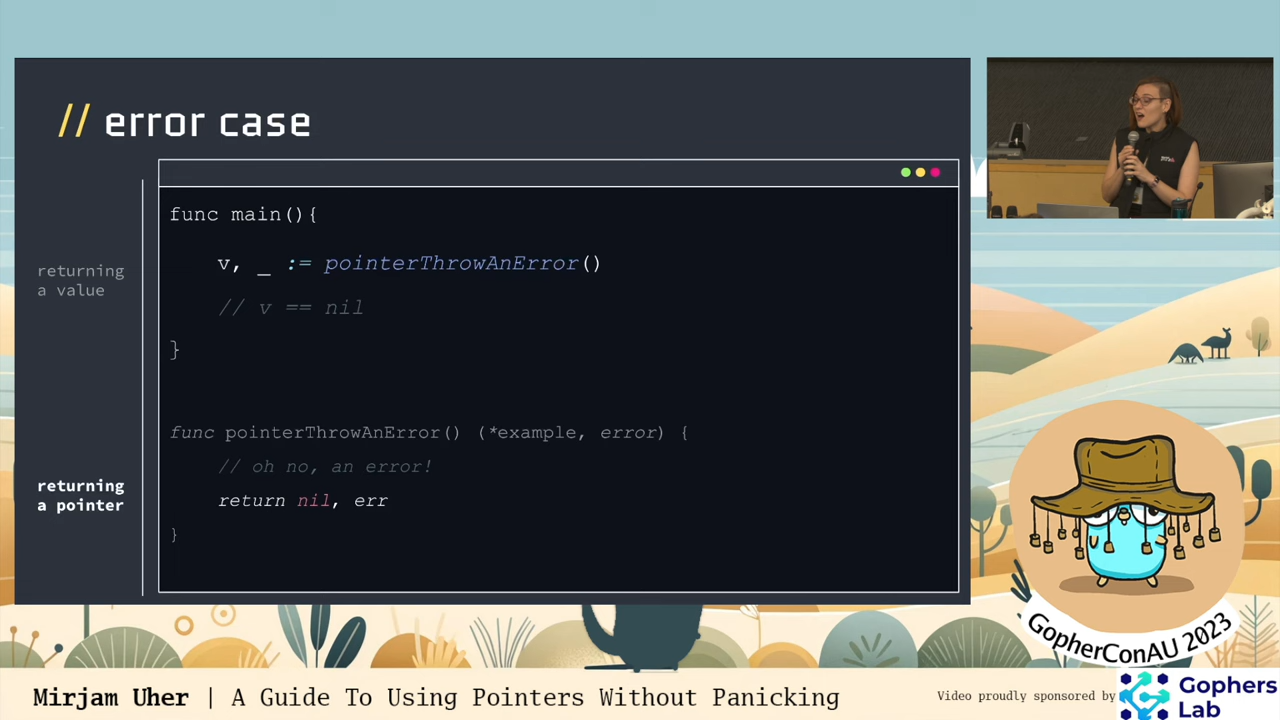 // error case
returning
a value
returning
a pointer
func main(){
v, _ := pointerThrowAnError()
// v == nil
}
func pointerThrowAnError() (*example, error) {
// oh no, an error!
return nil, err
}
GopherConAU 2023
Mirjam Uher | A Guide To Using Pointers Without Panicking
Video proudly sponsored by
Gophers
Lab